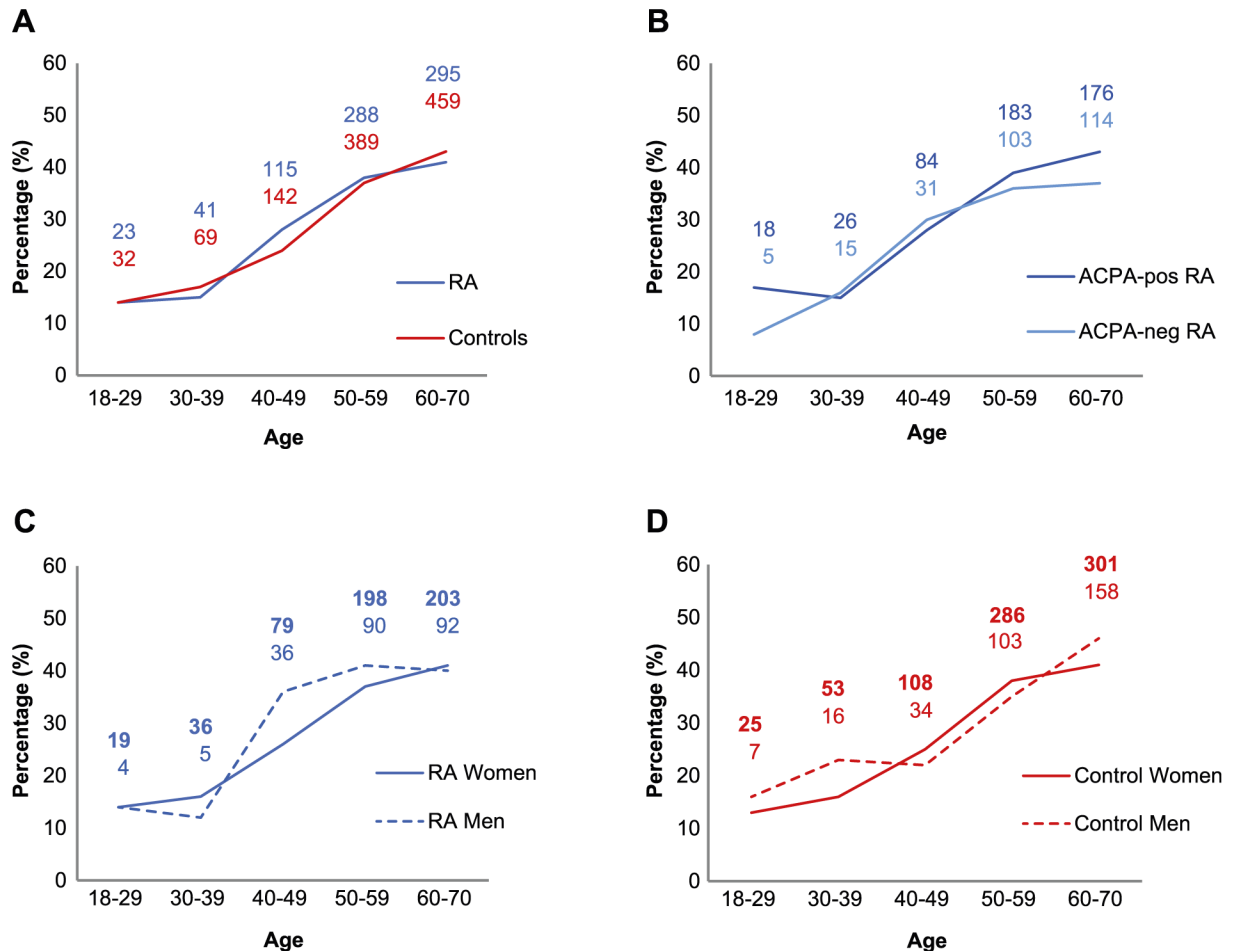 A
Percentage (%)
60
50
40
30
20
10
0
23
32
41
69
115
142
288
389
295
459
RA
Controls
18-29 30-39 40-49 50-59 60-70
Age
B
Percentage (%)
60
50
40
30
20
10
0
18
5
26
15
84
31
183
103
176
114
ACPA-pos RA
ACPA-neg RA
18-29 30-39 40-49 50-59 60-70
Age
C
Percentage (%)
60
50
40
30
20
10
0
19
4
36
5
79
36
198
90
203
92
RA Women
RA Men
18-29 30-39 40-49 50-59 60-70
Age
D
Percentage (%)
60
50
40
30
20
10
0
25
7
53
16
108
34
286
103
301
158
Control Women
Control Men
18-29 30-39 40-49 50-59 60-70
Age